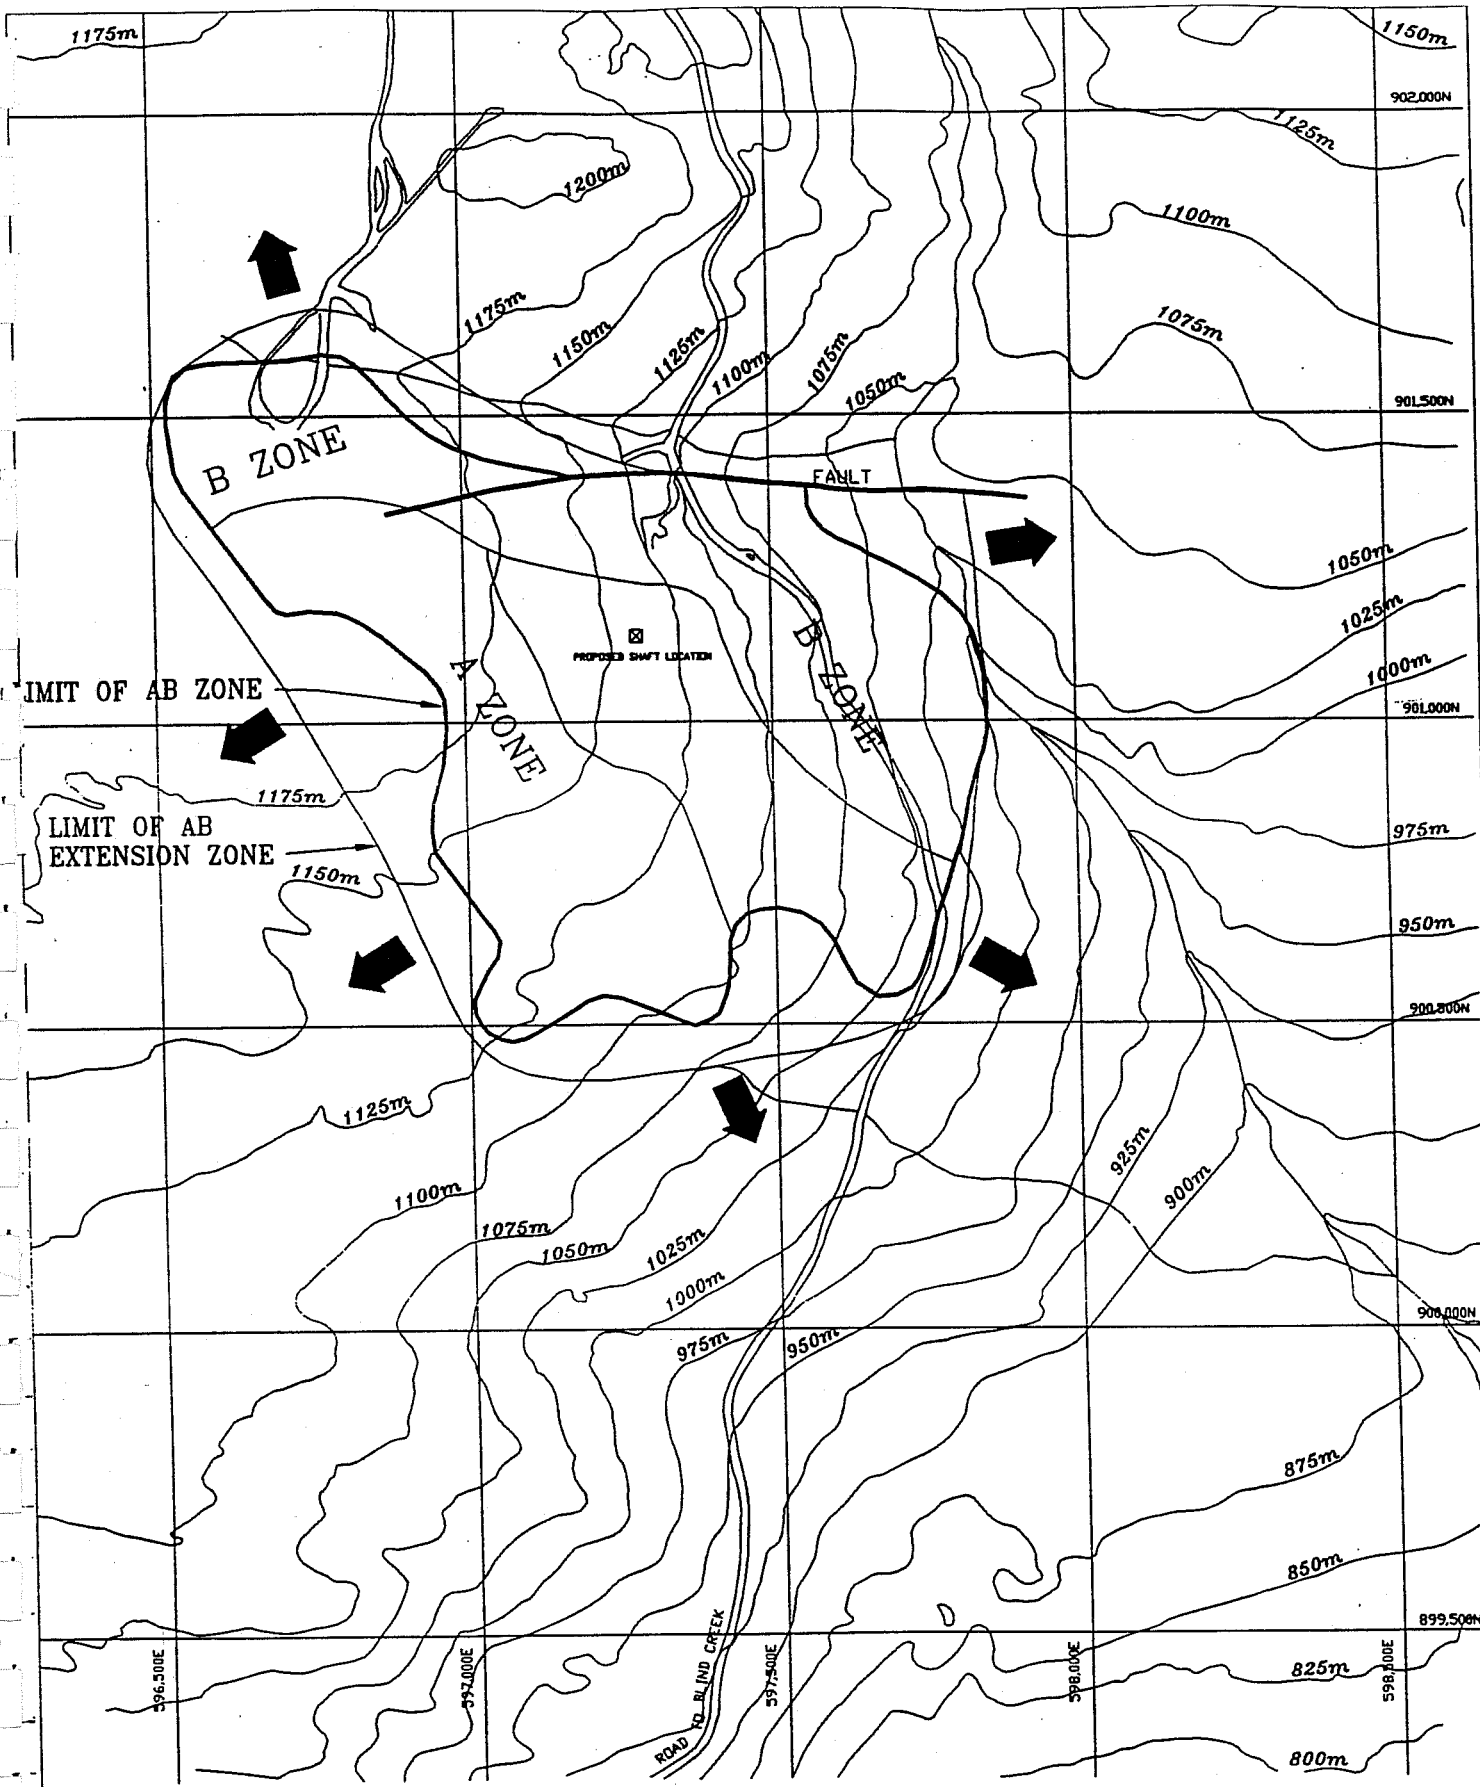 1175m
1150m
902,000N
1125m
1200m
1100m
1175m
1150m
1125m
1100m
1075m
1050m
1075m
901,500N
B ZONE
FAULT
1050m
1025m
1000m
PROPOSED SHAFT LOCATION
A ZONE
B ZONE
IMIT OF AB ZONE
901,000N
1175m
LIMIT OF AB
EXTENSION ZONE
1150m
975m
950m
900,500N
1125m
1100m
1075m
1050m
1025m
1000m
975m
950m
925m
900m
900,000N
875m
850m
899,500N
825m
800m
596,500E
597,000E
597,500E
598,000E
598,500E
ROAD TO BLIND CREEK